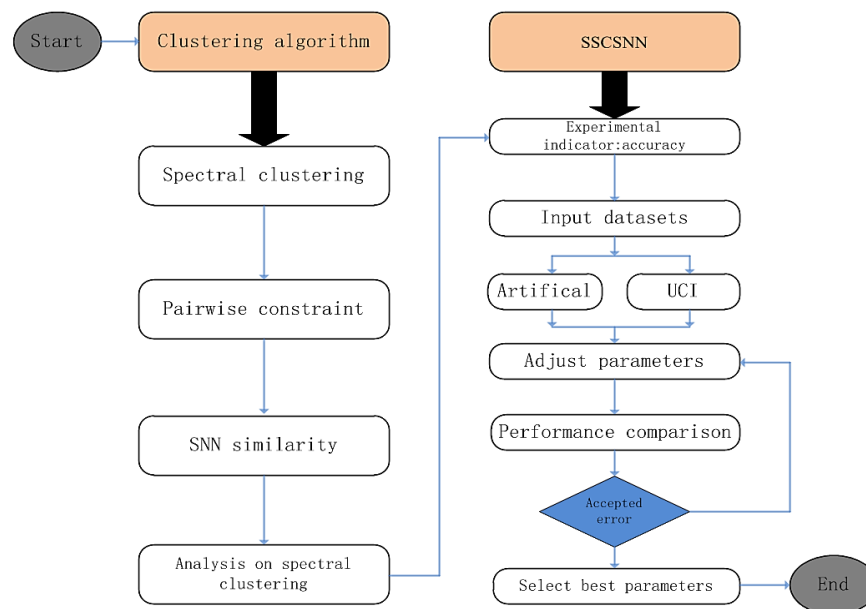 Start
Clustering algorithm
Spectral clustering
Pairwise constraint
SNN similarity
Analysis on spectral
clustering
SSCSNN
Experimental
indicator:accuracy
Input datasets
Artifical
UCI
Adjust parameters
Performance comparison
Accepted
error
Select best parameters
End